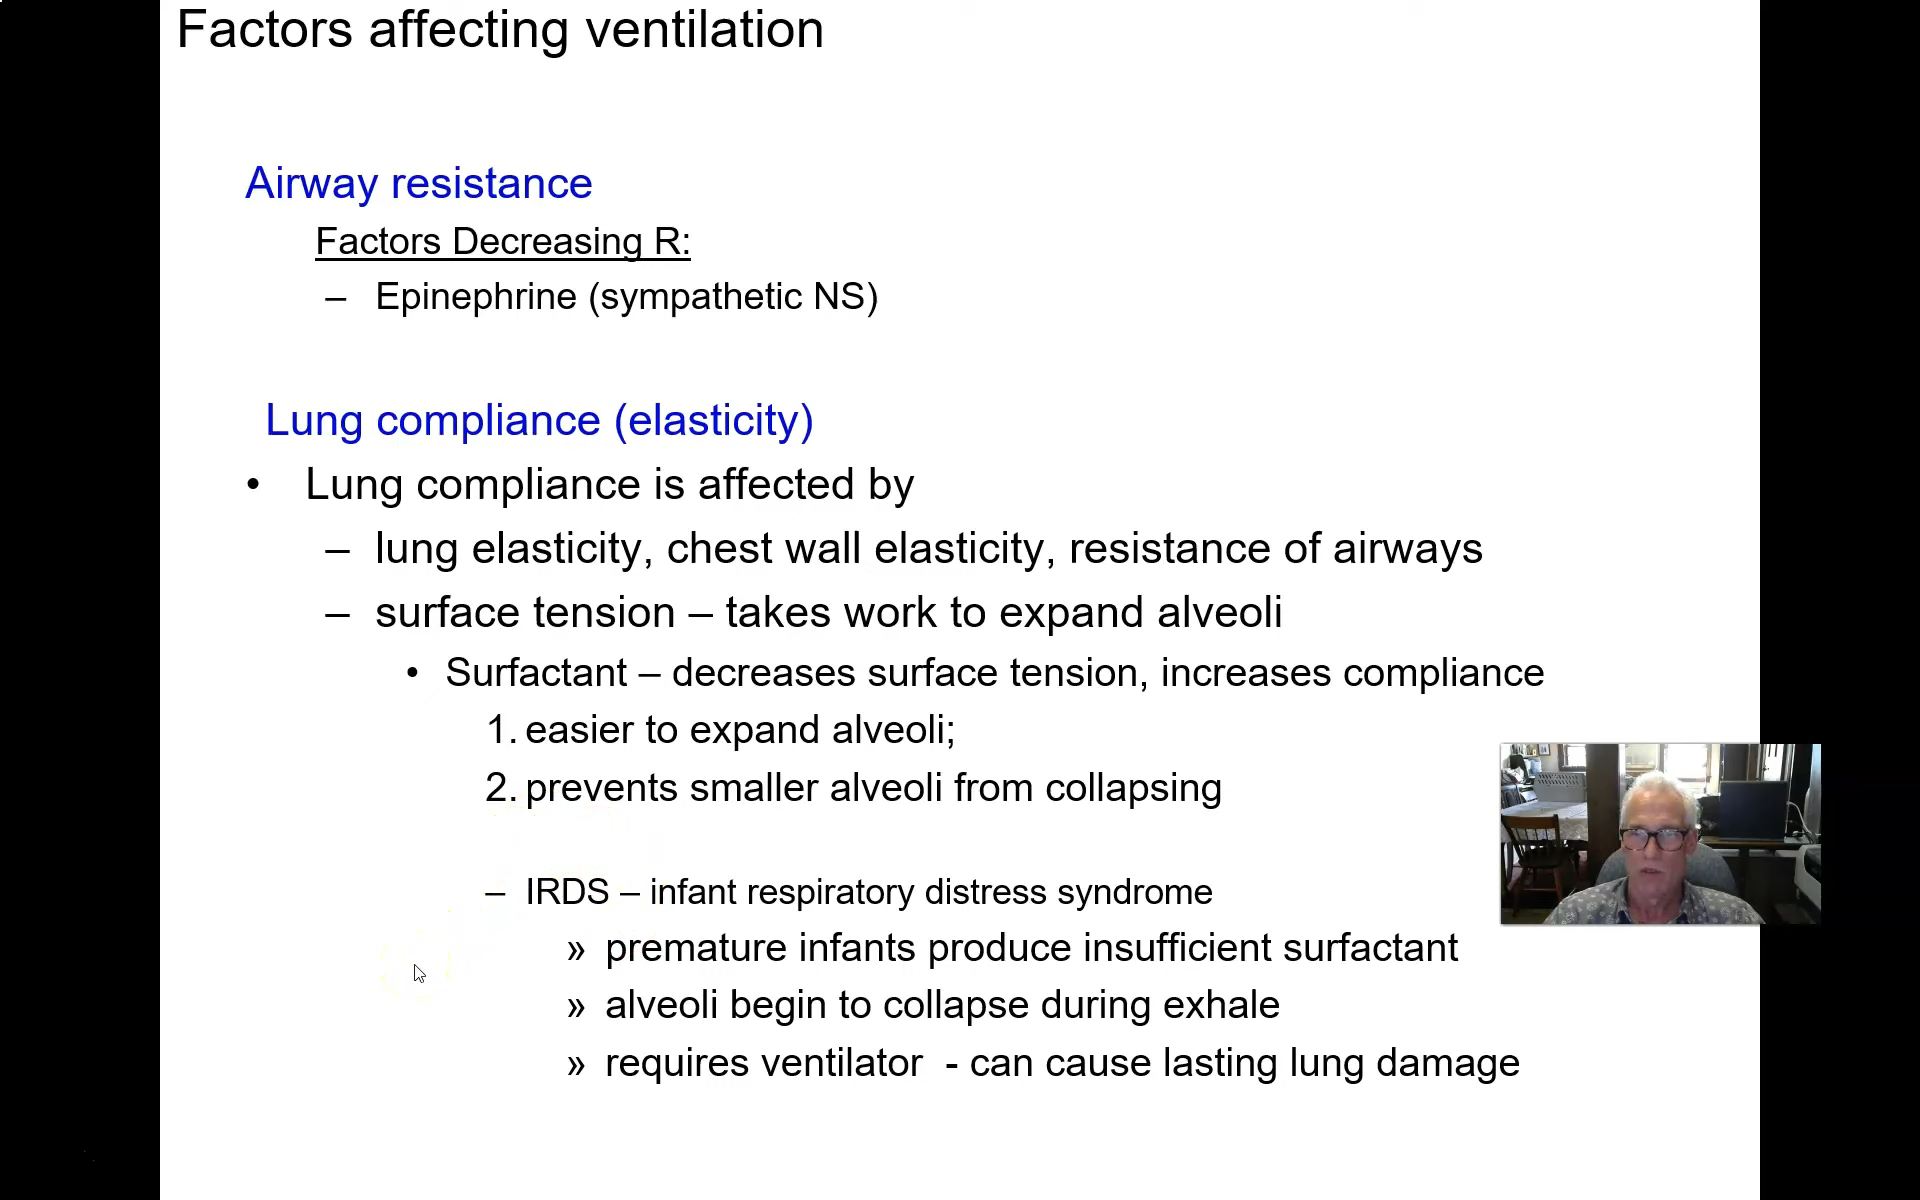 Factors affecting ventilation
Airway resistance
Factors Decreasing R:
– Epinephrine (sympathetic NS)
Lung compliance (elasticity)
• Lung compliance is affected by
– lung elasticity, chest wall elasticity, resistance of airways
– surface tension – takes work to expand alveoli
• Surfactant – decreases surface tension, increases compliance
1. easier to expand alveoli;
2. prevents smaller alveoli from collapsing
– IRDS – infant respiratory distress syndrome
» premature infants produce insufficient surfactant
» alveoli begin to collapse during exhale
» requires ventilator - can cause lasting lung damage